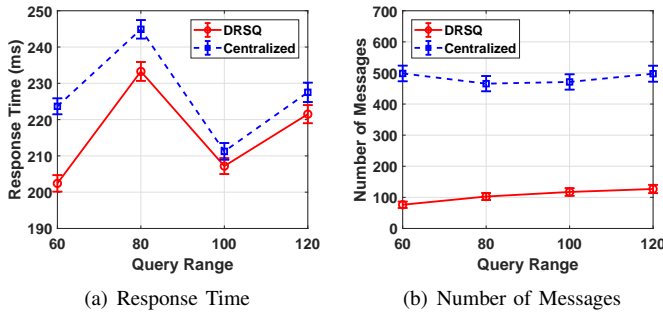 250
240
230
220
210
200
190
Response Time (ms)
DRSQ
Centralized
60
80
100
120
Query Range
(a) Response Time
700
600
500
400
300
200
100
0
Number of Messages
DRSQ
Centralized
60
80
100
120
Query Range
(b) Number of Messages